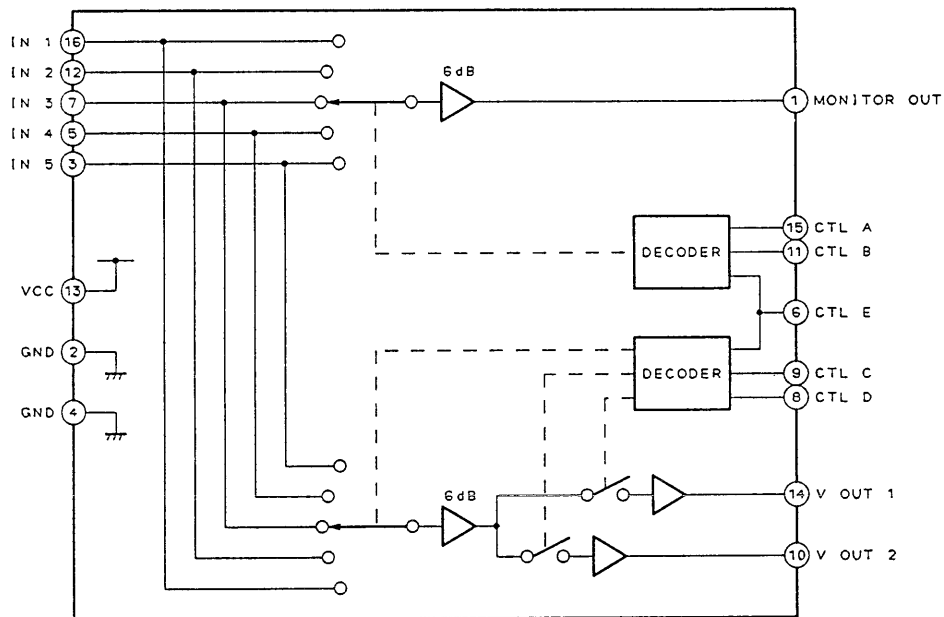 IN 1 16
IN 2 12
IN 3 7
IN 4 5
IN 5 3
6dB
1 MONITOR OUT
DECODER
15 CTL A
11 CTL B
VCC 13
6 CTL E
GND 2
DECODER
9 CTL C
8 CTL D
GND 4
6dB
14 V OUT 1
10 V OUT 2